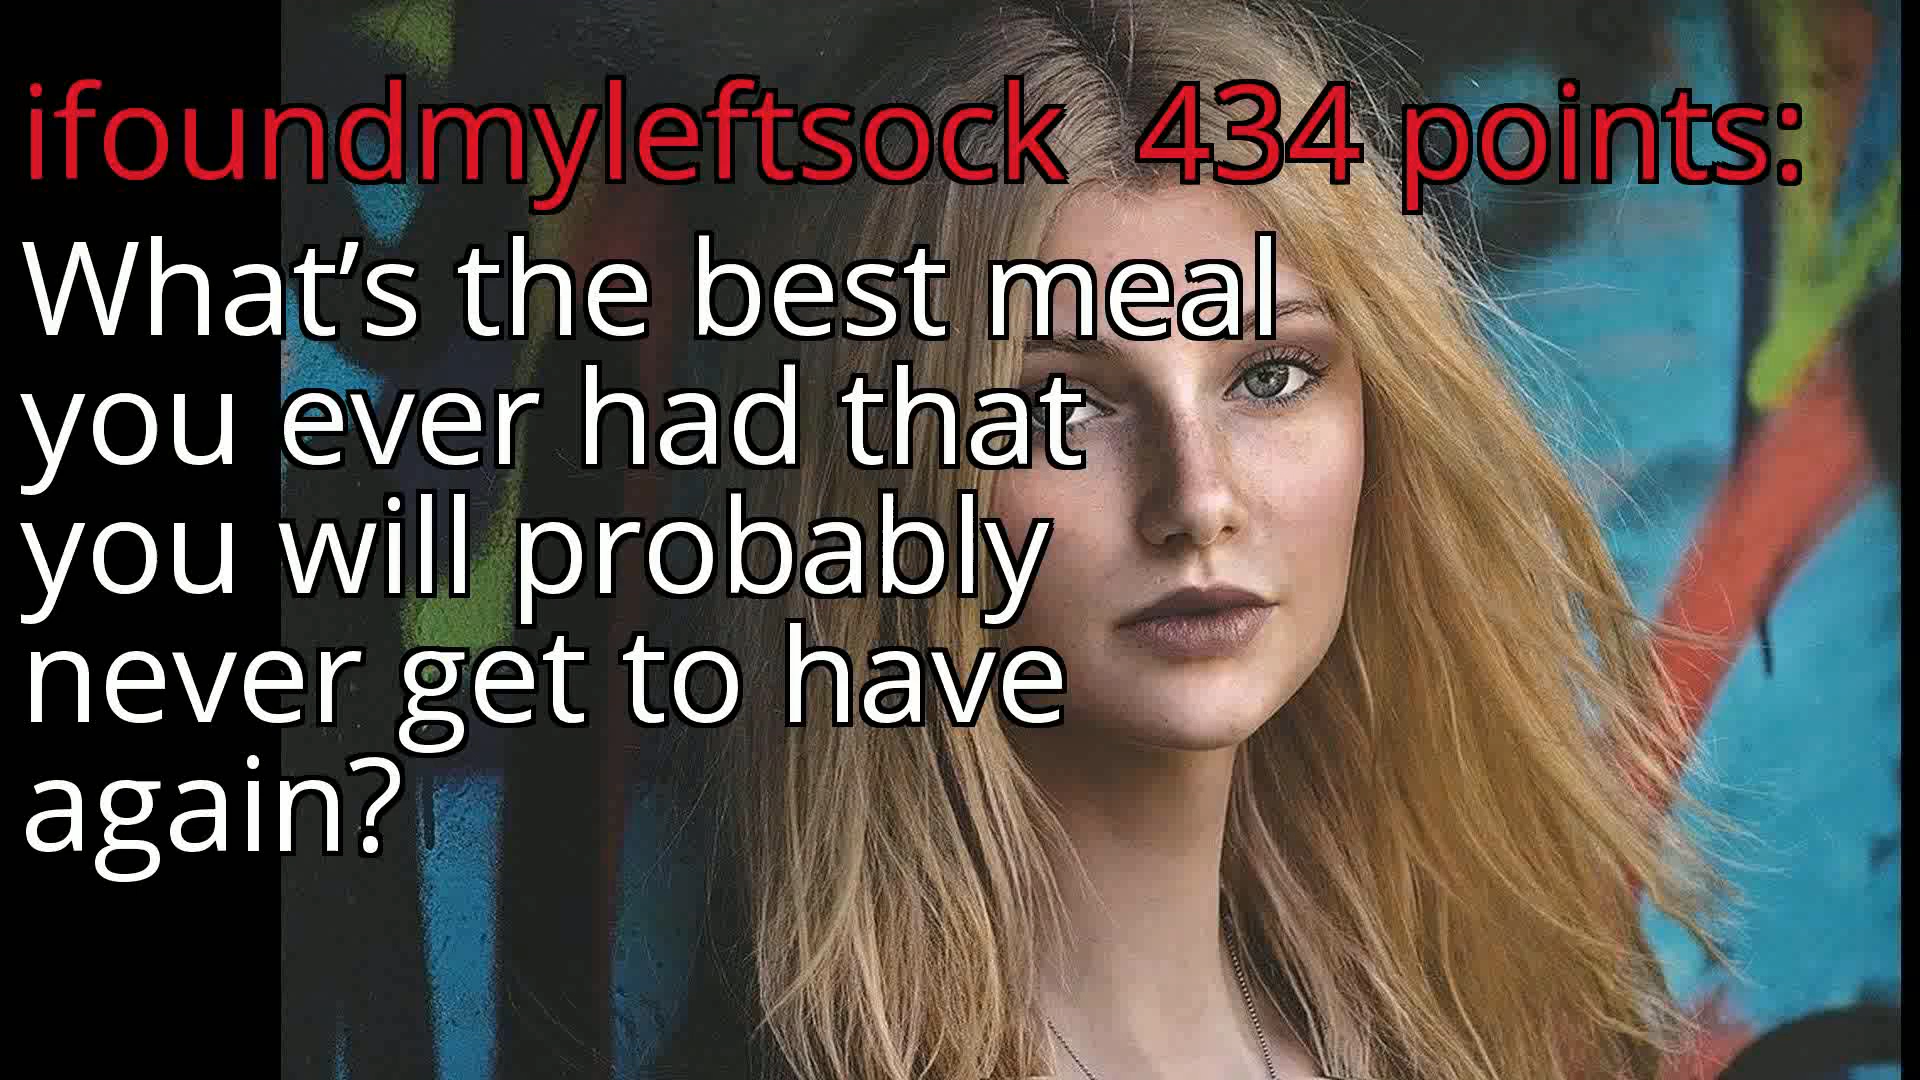 ifoundmyleftsock 434 points:
What’s the best meal
you ever had that
you will probably
never get to have
again?